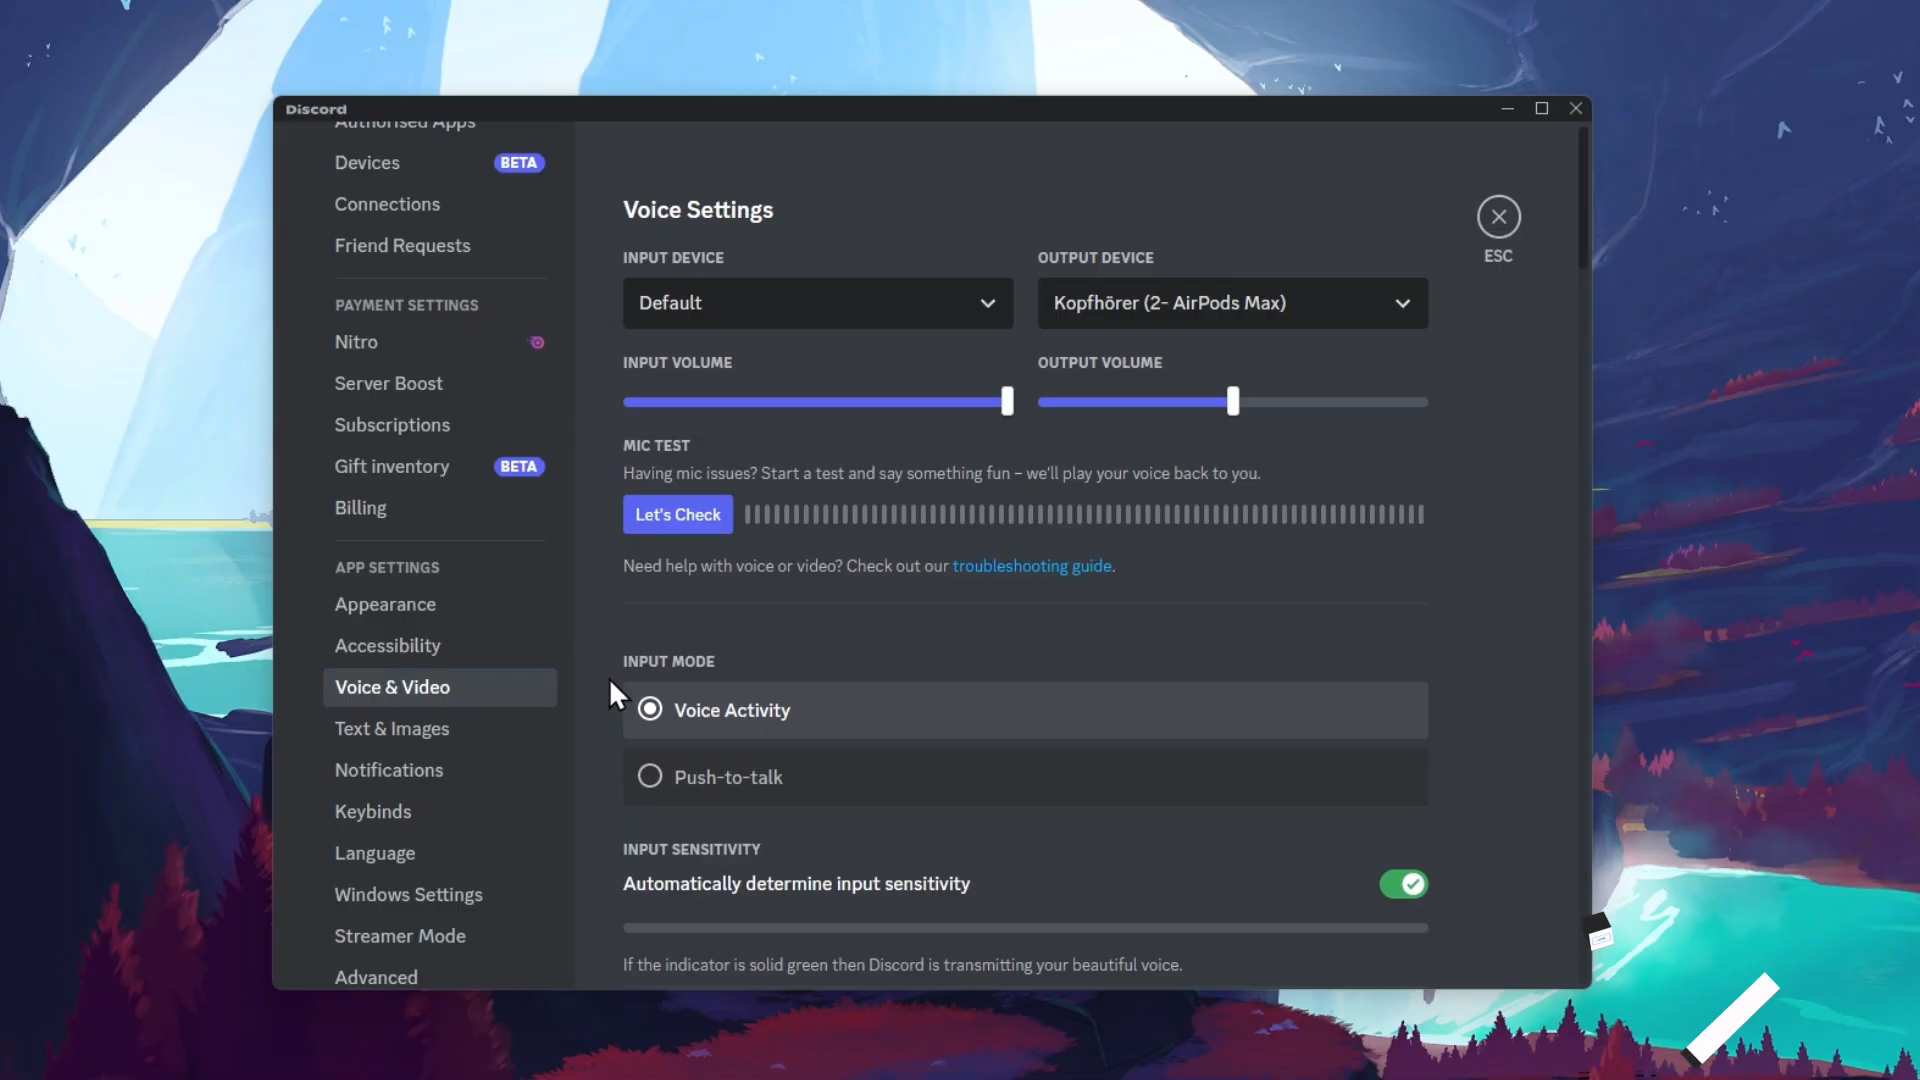 Discord
Authorised Apps
Devices BETA
Connections
Friend Requests
PAYMENT SETTINGS
Nitro
Server Boost
Subscriptions
Gift inventory BETA
Billing
APP SETTINGS
Appearance
Accessibility
Voice & Video
Text & Images
Notifications
Keybinds
Language
Windows Settings
Streamer Mode
Advanced
Voice Settings
ESC
INPUT DEVICE OUTPUT DEVICE
Default Kopfhörer (2- AirPods Max)
INPUT VOLUME OUTPUT VOLUME
MIC TEST
Having mic issues? Start a test and say something fun – we'll play your voice back to you.
Let's Check
Need help with voice or video? Check out our troubleshooting guide.
INPUT MODE
Voice Activity
Push-to-talk
INPUT SENSITIVITY
Automatically determine input sensitivity
If the indicator is solid green then Discord is transmitting your beautiful voice.